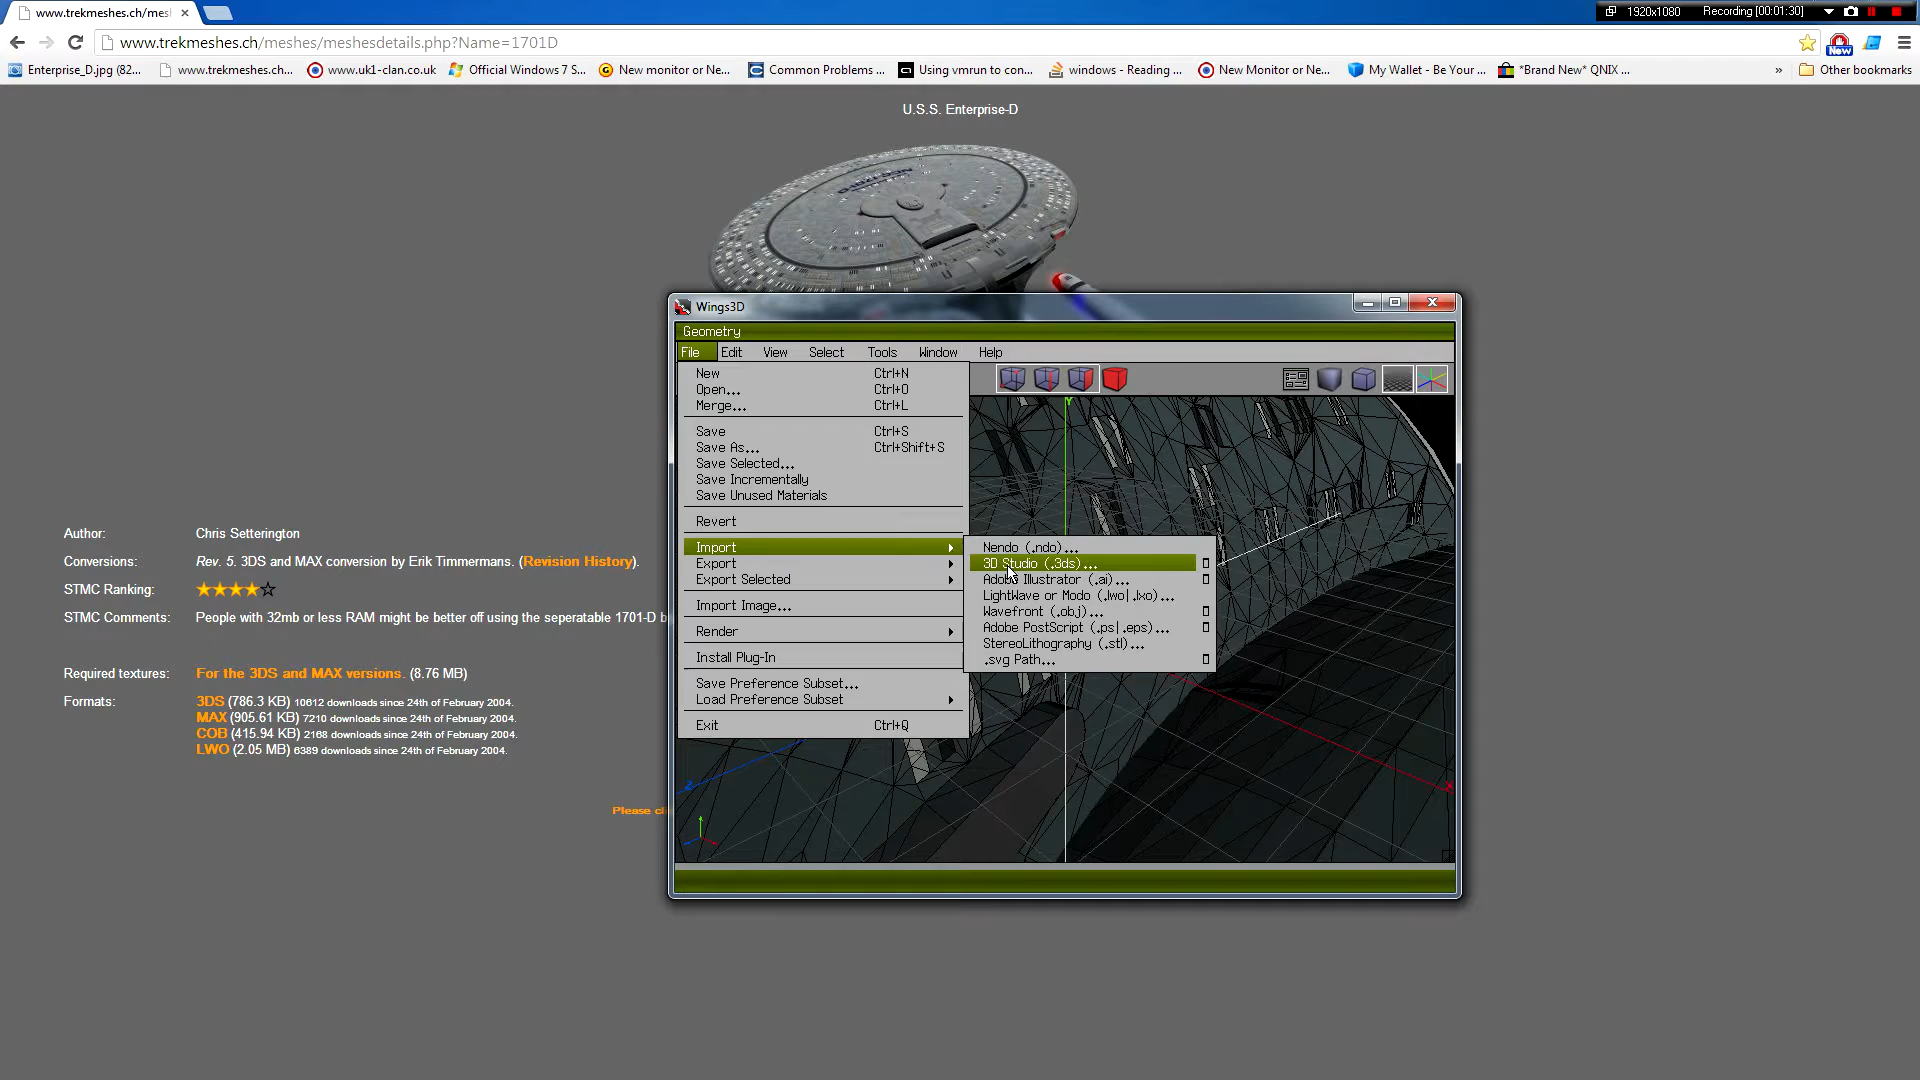 www.trekmeshes.ch/mesh
1920x1080 Recording [00:01:30]
www.trekmeshes.ch/meshes/meshesdetails.php?Name=1701D
New
Enterprise_D.jpg (82...
www.trekmeshes.ch...
www.uk1-clan.co.uk
Official Windows 7 S...
New monitor or Ne...
Common Problems ...
Using vmrun to con...
windows - Reading ...
New Monitor or Ne...
My Wallet - Be Your ...
*Brand New* QNIX ...
»
Other bookmarks
U.S.S. Enterprise-D
Wings3D
Geometry
File Edit View Select Tools Window Help
New Ctrl+N
Open... Ctrl+O
Merge... Ctrl+L
Save Ctrl+S
Save As... Ctrl+Shift+S
Save Selected...
Save Incrementally
Save Unused Materials
Revert
Import
Export
Export Selected
Import Image...
Render
Install Plug-In
Save Preference Subset...
Load Preference Subset
Exit Ctrl+Q
Nendo (.ndo)...
3D Studio (.3ds)...
Adobe Illustrator (.ai)...
LightWave or Modo (.lwo|.lxo)...
Wavefront (.obj)...
Adobe PostScript (.ps|.eps)...
StereoLithography (.stl)...
.svg Path...
Y
Z
X
Author: Chris Setterington
Conversions: Rev. 5. 3DS and MAX conversion by Erik Timmermans. (Revision History).
STMC Ranking:
STMC Comments: People with 32mb or less RAM might be better off using the seperatable 1701-D b
Required textures: For the 3DS and MAX versions. (8.76 MB)
Formats: 3DS (786.3 KB) 10612 downloads since 24th of February 2004.
MAX (905.61 KB) 7210 downloads since 24th of February 2004.
COB (415.94 KB) 2168 downloads since 24th of February 2004.
LWO (2.05 MB) 6389 downloads since 24th of February 2004.
Please cli